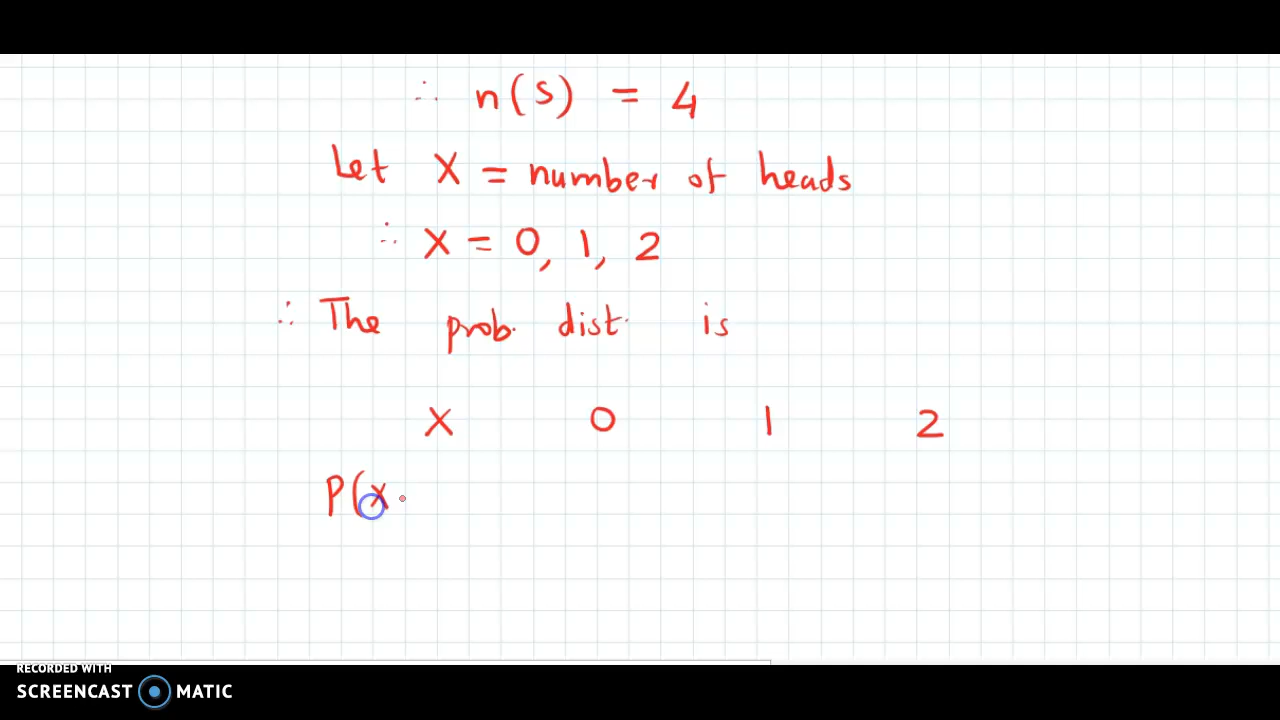 ∴ n(s) = 4
Let X = number of heads
∴ X = 0, 1, 2
∴ The prob. dist. is
X 0 1 2
P(x
RECORDED WITH
SCREENCAST MATIC